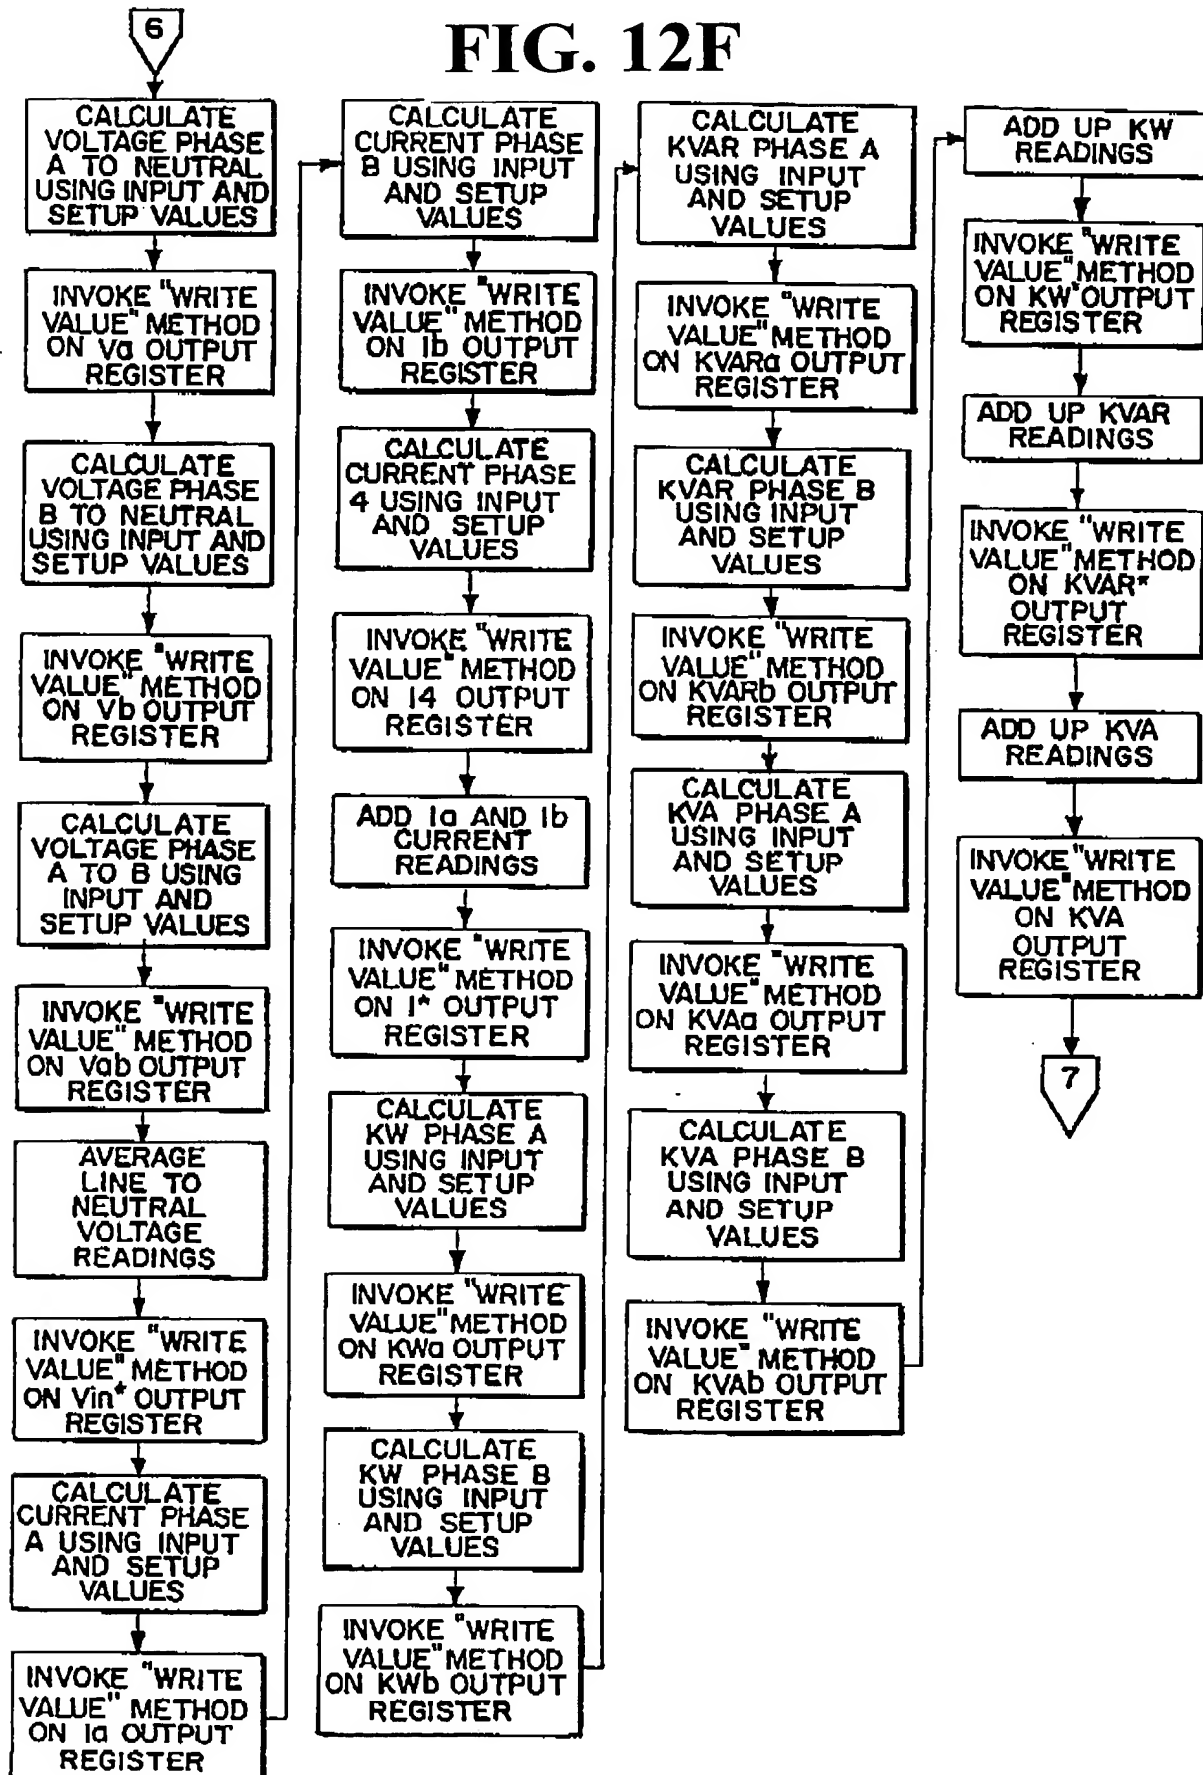 FIG. 12F
6
CALCULATE
VOLTAGE PHASE
A TO NEUTRAL
USING INPUT AND
SETUP VALUES
INVOKE "WRITE
VALUE" METHOD
ON Va OUTPUT
REGISTER
CALCULATE
VOLTAGE PHASE
B TO NEUTRAL
USING INPUT AND
SETUP VALUES
INVOKE "WRITE
VALUE" METHOD
ON Vb OUTPUT
REGISTER
CALCULATE
VOLTAGE PHASE
A TO B USING
INPUT AND
SETUP VALUES
INVOKE "WRITE
VALUE" METHOD
ON Vab OUTPUT
REGISTER
AVERAGE
LINE TO
NEUTRAL
VOLTAGE
READINGS
INVOKE "WRITE
VALUE" METHOD
ON Vin* OUTPUT
REGISTER
CALCULATE
CURRENT PHASE
A USING INPUT
AND SETUP
VALUES
INVOKE "WRITE
VALUE" METHOD
ON Ia OUTPUT
REGISTER
CALCULATE
CURRENT PHASE
B USING INPUT
AND SETUP
VALUES
INVOKE "WRITE
VALUE" METHOD
ON Ib OUTPUT
REGISTER
CALCULATE
CURRENT PHASE
4 USING INPUT
AND SETUP
VALUES
INVOKE "WRITE
VALUE" METHOD
ON I4 OUTPUT
REGISTER
ADD Ia AND Ib
CURRENT
READINGS
INVOKE "WRITE
VALUE" METHOD
ON I* OUTPUT
REGISTER
CALCULATE
KW PHASE A
USING INPUT
AND SETUP
VALUES
INVOKE "WRITE
VALUE" METHOD
ON KWa OUTPUT
REGISTER
CALCULATE
KW PHASE B
USING INPUT
AND SETUP
VALUES
INVOKE "WRITE
VALUE" METHOD
ON KWb OUTPUT
REGISTER
CALCULATE
KVAR PHASE A
USING INPUT
AND SETUP
VALUES
INVOKE "WRITE
VALUE" METHOD
ON KVARa OUTPUT
REGISTER
CALCULATE
KVAR PHASE B
USING INPUT
AND SETUP
VALUES
INVOKE "WRITE
VALUE" METHOD
ON KVARb OUTPUT
REGISTER
CALCULATE
KVA PHASE A
USING INPUT
AND SETUP
VALUES
INVOKE "WRITE
VALUE" METHOD
ON KVAa OUTPUT
REGISTER
CALCULATE
KVA PHASE B
USING INPUT
AND SETUP
VALUES
INVOKE "WRITE
VALUE" METHOD
ON KVAb OUTPUT
REGISTER
ADD UP KW
READINGS
INVOKE "WRITE
VALUE" METHOD
ON KW* OUTPUT
REGISTER
ADD UP KVAR
READINGS
INVOKE "WRITE
VALUE" METHOD
ON KVAR*
OUTPUT
REGISTER
ADD UP KVA
READINGS
INVOKE "WRITE
VALUE" METHOD
ON KVA
OUTPUT
REGISTER
7